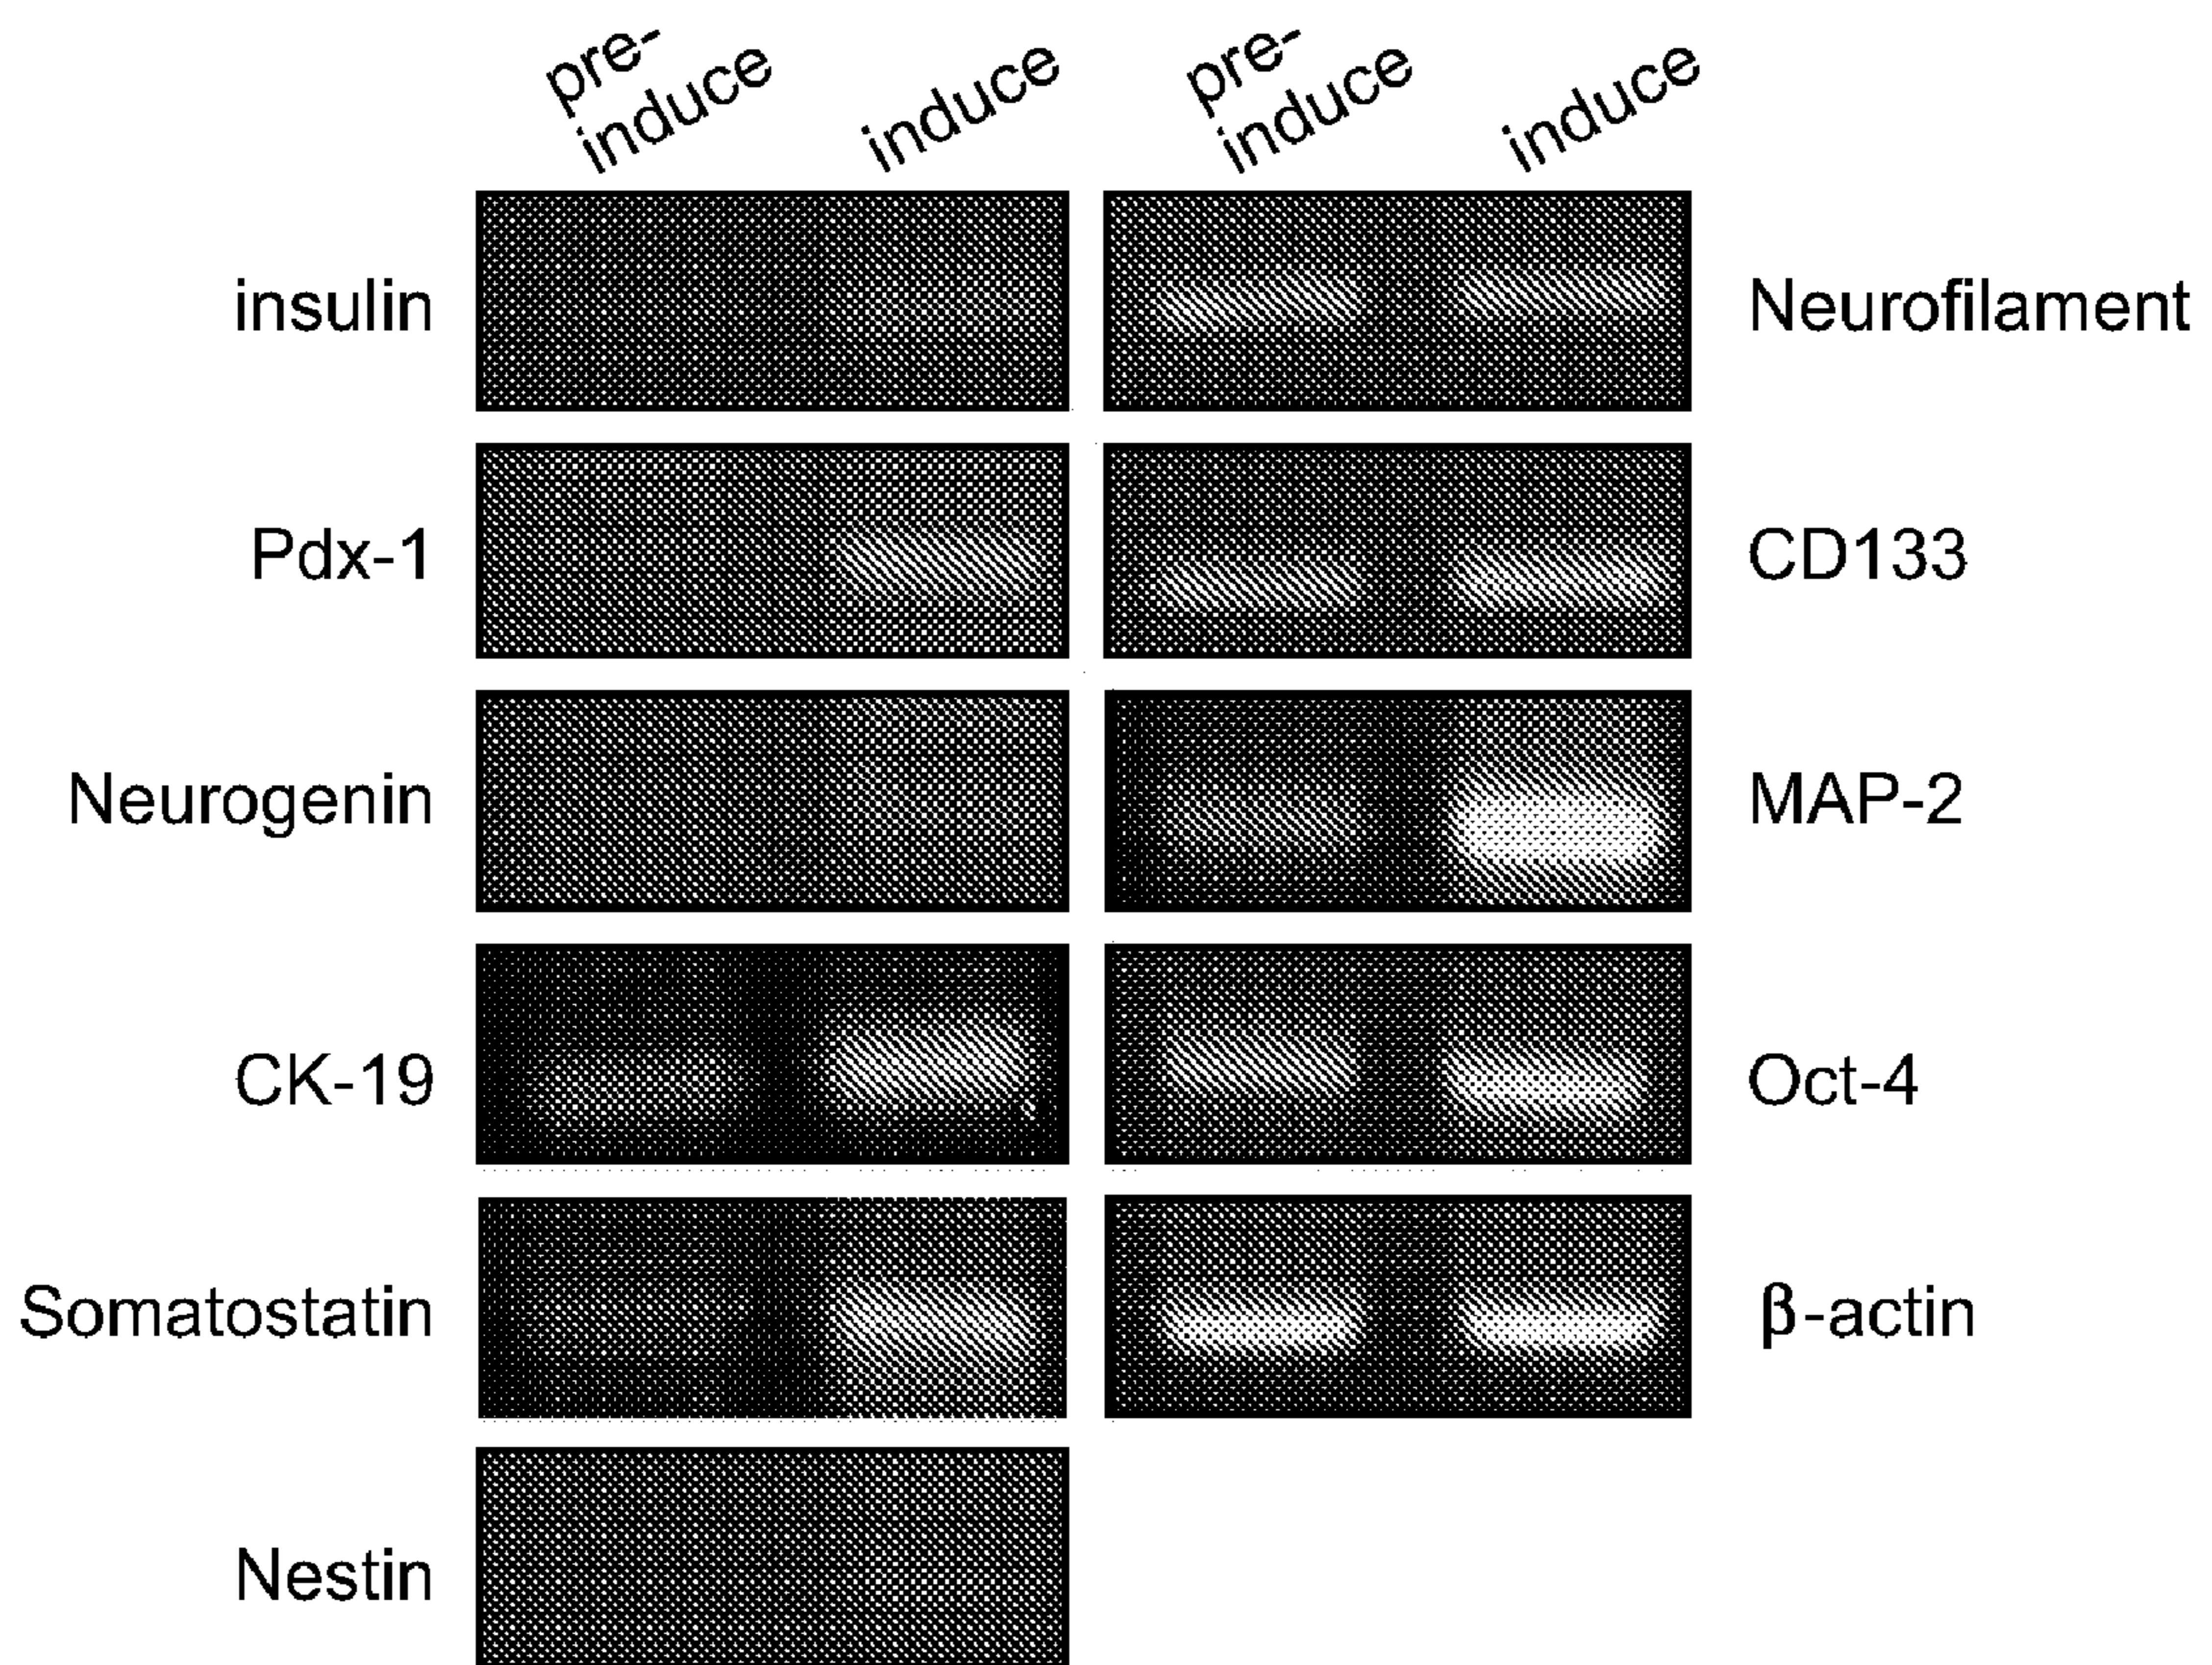 pre-
induce
induce
pre-
induce
induce
insulin
Neurofilament
Pdx-1
CD133
Neurogenin
MAP-2
CK-19
Oct-4
Somatostatin
β-actin
Nestin